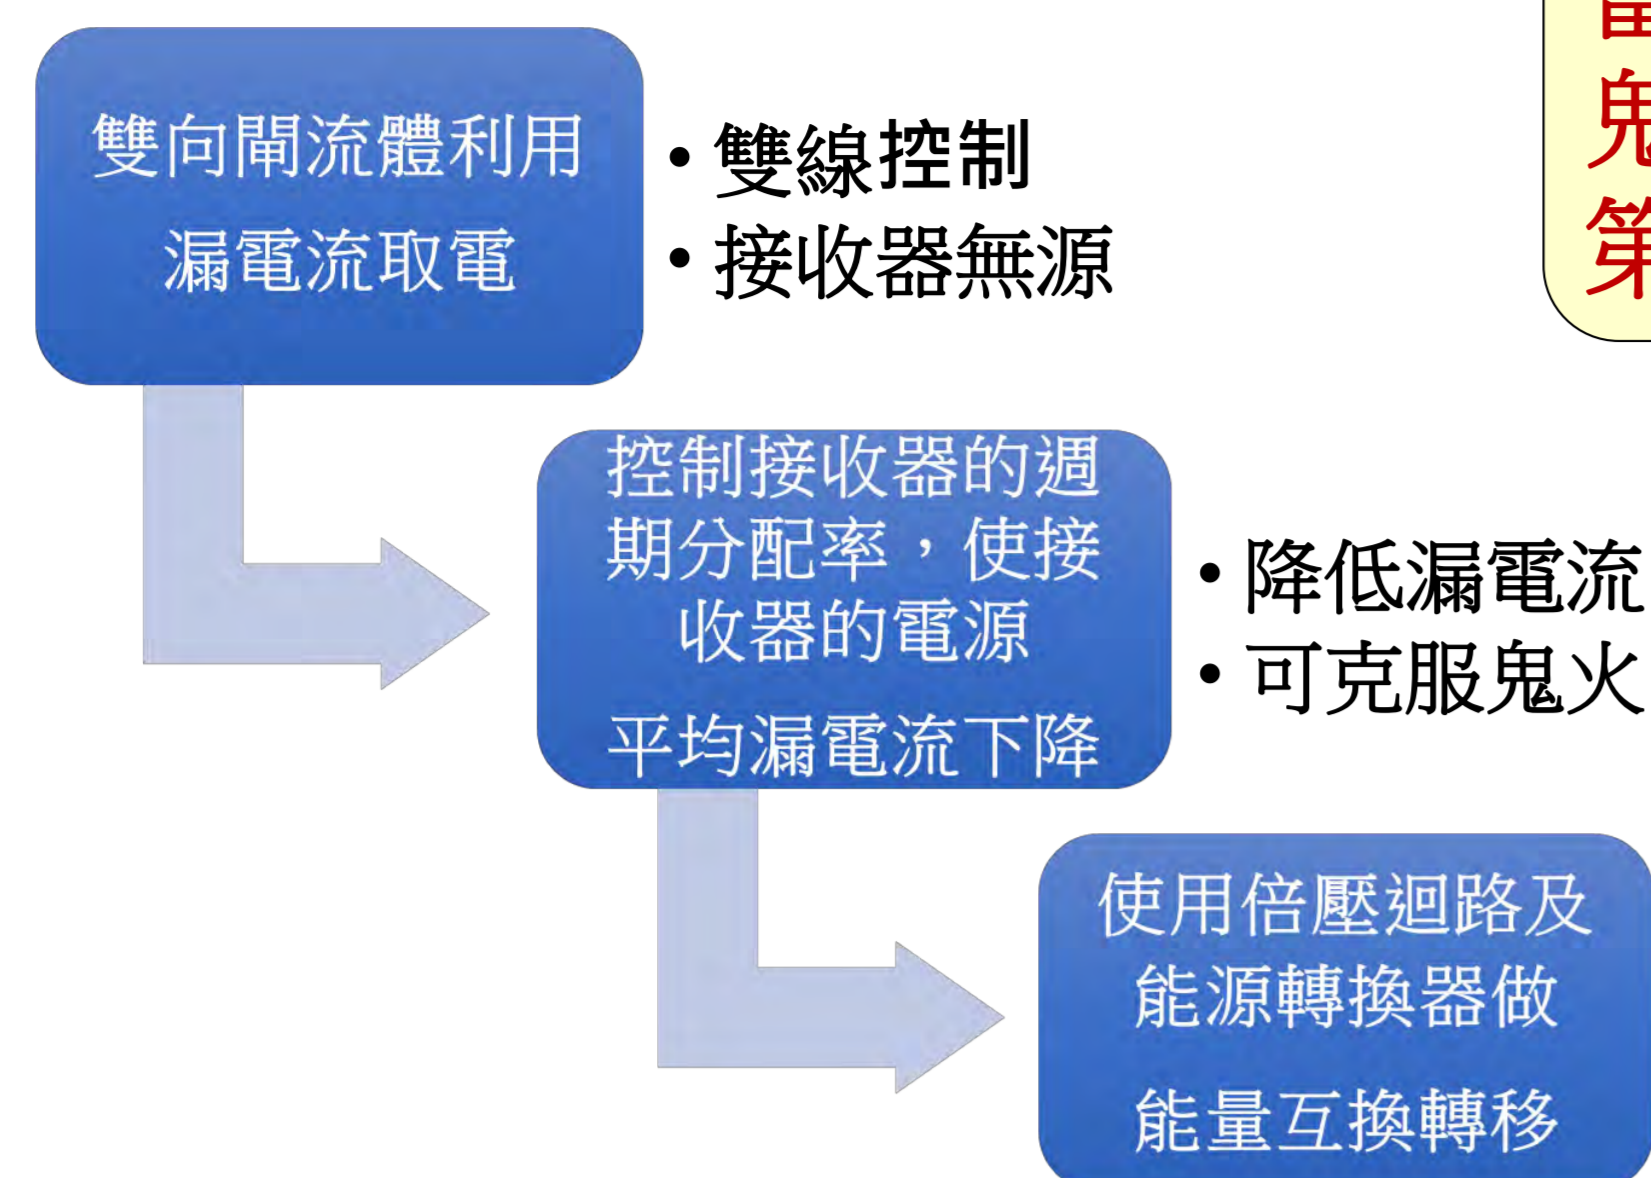 雙向閘流體利用
漏電流取電
• 雙線控制
• 接收器無源
鬼
第
控制接收器的週
期分配率，使接
收器的電源
平均漏電流下降
• 降低漏電流
• 可克服鬼火
使用倍壓迴路及
能源轉換器做
能量互換轉移